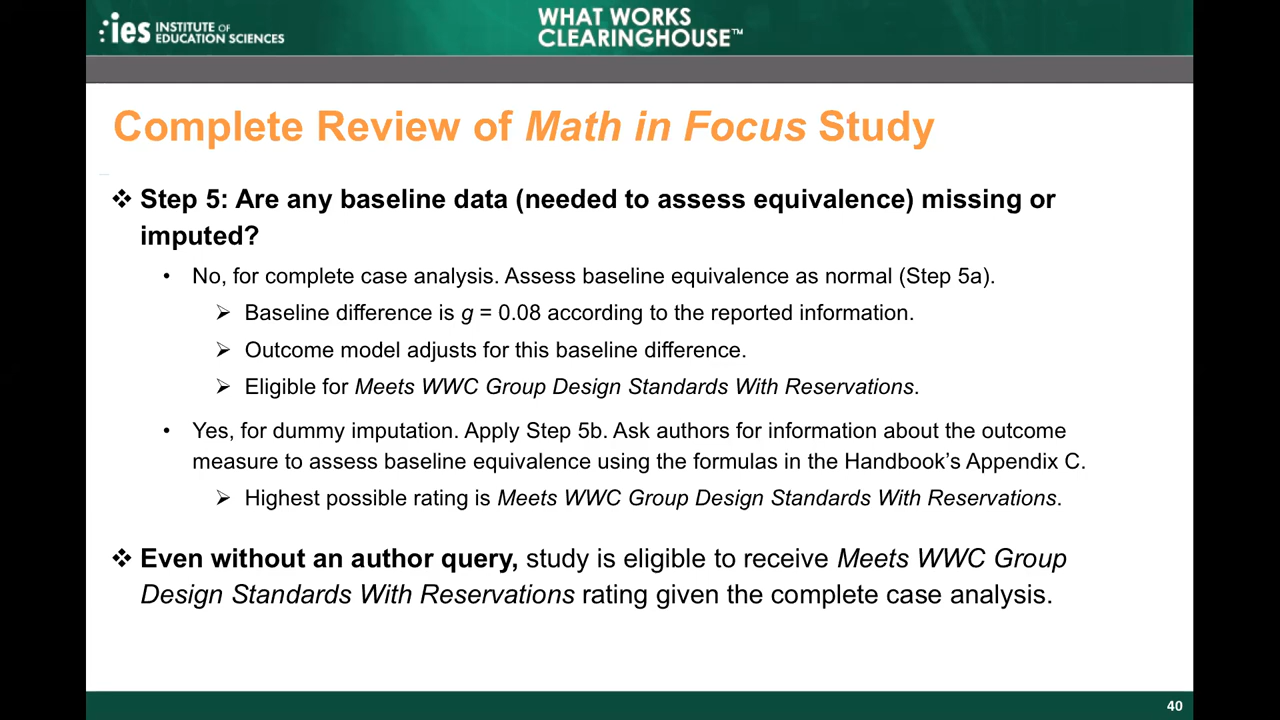 ies INSTITUTE OF
EDUCATION SCIENCES
WHAT WORKS
CLEARINGHOUSE™
Complete Review of Math in Focus Study
❖ Step 5: Are any baseline data (needed to assess equivalence) missing or
imputed?
• No, for complete case analysis. Assess baseline equivalence as normal (Step 5a).
➢ Baseline difference is g = 0.08 according to the reported information.
➢ Outcome model adjusts for this baseline difference.
➢ Eligible for Meets WWC Group Design Standards With Reservations.
• Yes, for dummy imputation. Apply Step 5b. Ask authors for information about the outcome
measure to assess baseline equivalence using the formulas in the Handbook’s Appendix C.
➢ Highest possible rating is Meets WWC Group Design Standards With Reservations.
❖ Even without an author query, study is eligible to receive Meets WWC Group
Design Standards With Reservations rating given the complete case analysis.
40